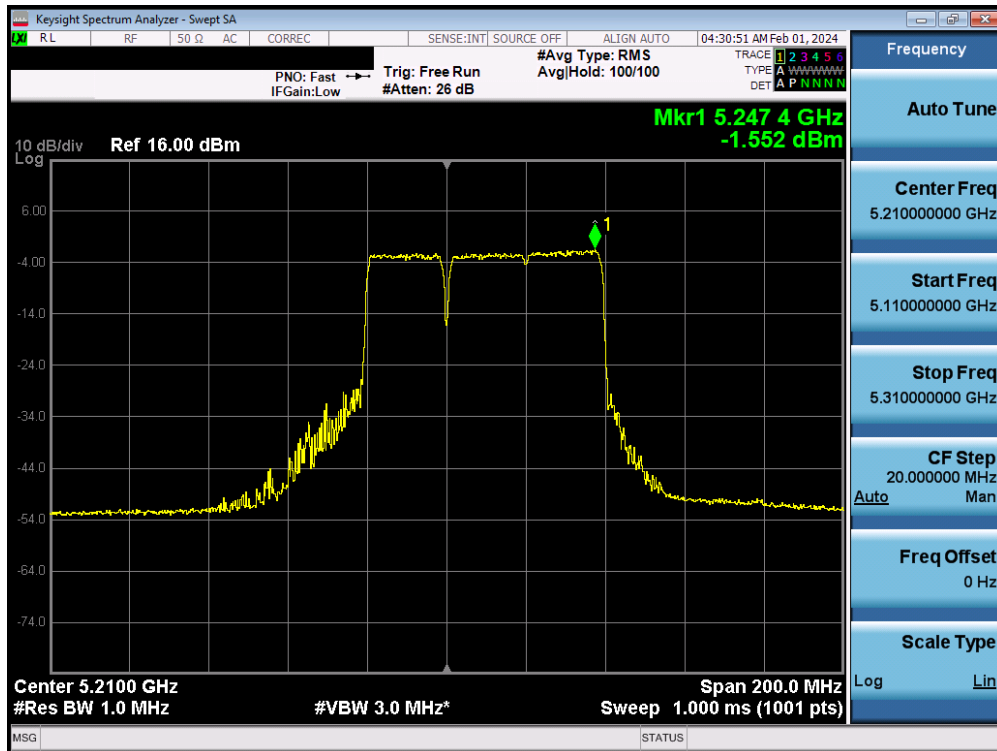 Keysight Spectrum Analyzer - Swept SA
LXI RL RF 50 Ω AC CORREC SENSE:INT SOURCE OFF ALIGN AUTO 04:30:51 AM Feb 01, 2024
#Avg Type: RMS TRACE 1 2 3 4 5 6
PNO: Fast Trig: Free Run Avg|Hold: 100/100 TYPE A WWWWW
IFGain:Low #Atten: 26 dB DET A P N N N N
Mkr1 5.247 4 GHz
-1.552 dBm
10 dB/div Ref 16.00 dBm
Log
6.00
1
-4.00
-14.0
-24.0
-34.0
-44.0
-54.0
-64.0
-74.0
Center 5.2100 GHz Span 200.0 MHz
#Res BW 1.0 MHz #VBW 3.0 MHz* Sweep 1.000 ms (1001 pts)
MSG STATUS
Frequency
Auto Tune
Center Freq
5.210000000 GHz
Start Freq
5.110000000 GHz
Stop Freq
5.310000000 GHz
CF Step
20.000000 MHz
Auto Man
Freq Offset
0 Hz
Scale Type
Log Lin